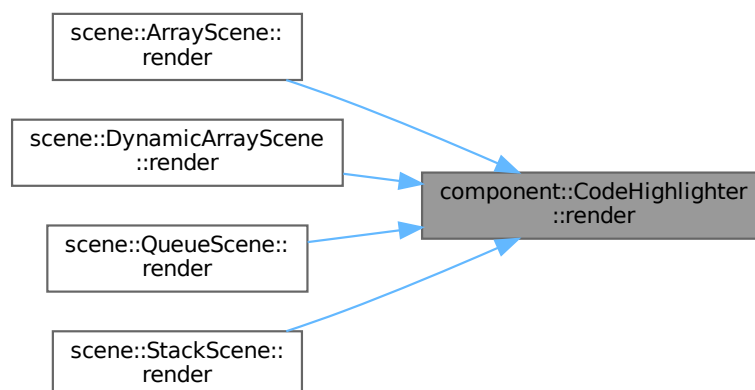 scene::ArrayScene::
render
scene::DynamicArrayScene
::render
component::CodeHighlighter
::render
scene::QueueScene::
render
scene::StackScene::
render